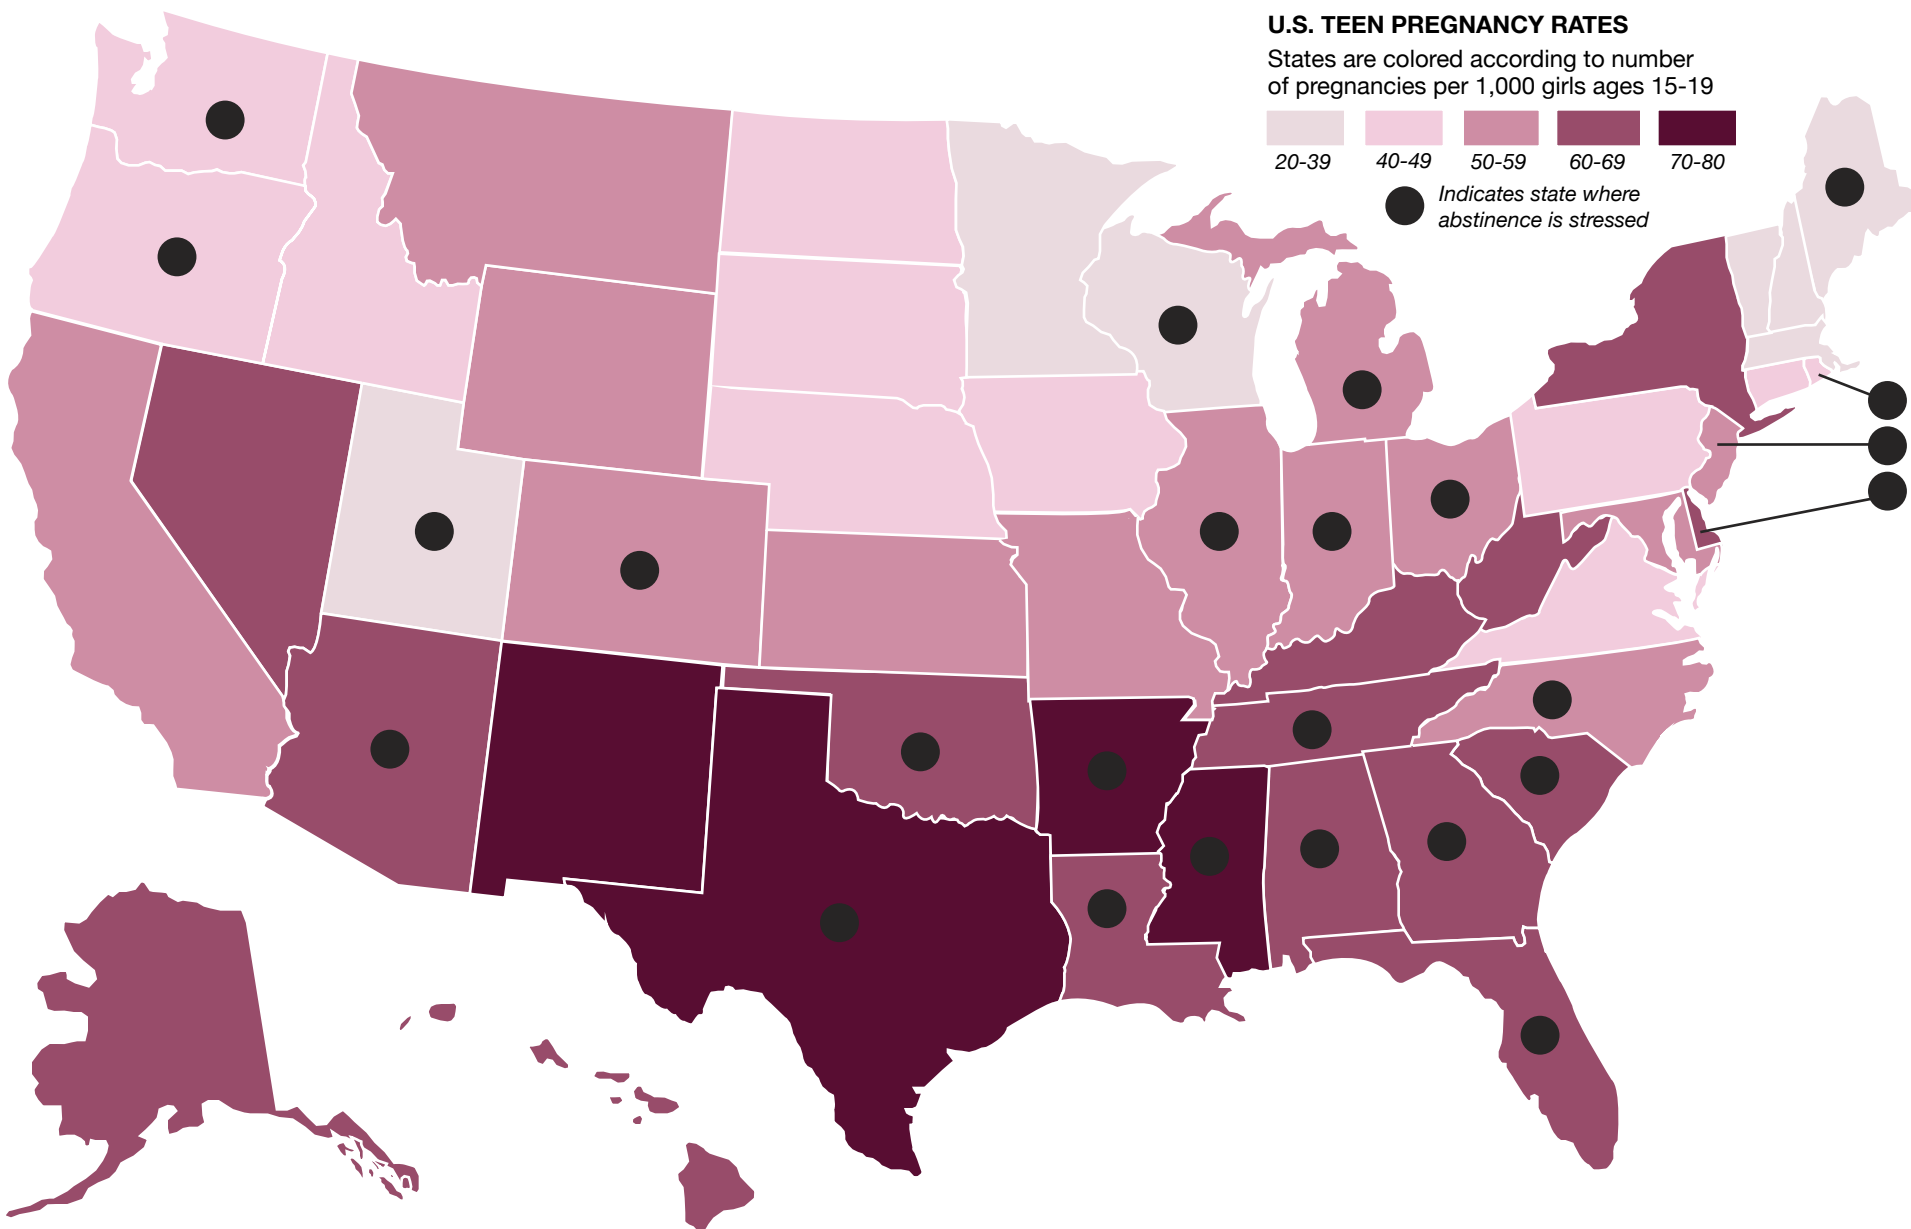 U.S. TEEN PREGNANCY RATES
States are colored according to number
of pregnancies per 1,000 girls ages 15-19
20-39 40-49 50-59 60-69 70-80
Indicates state where
abstinence is stressed